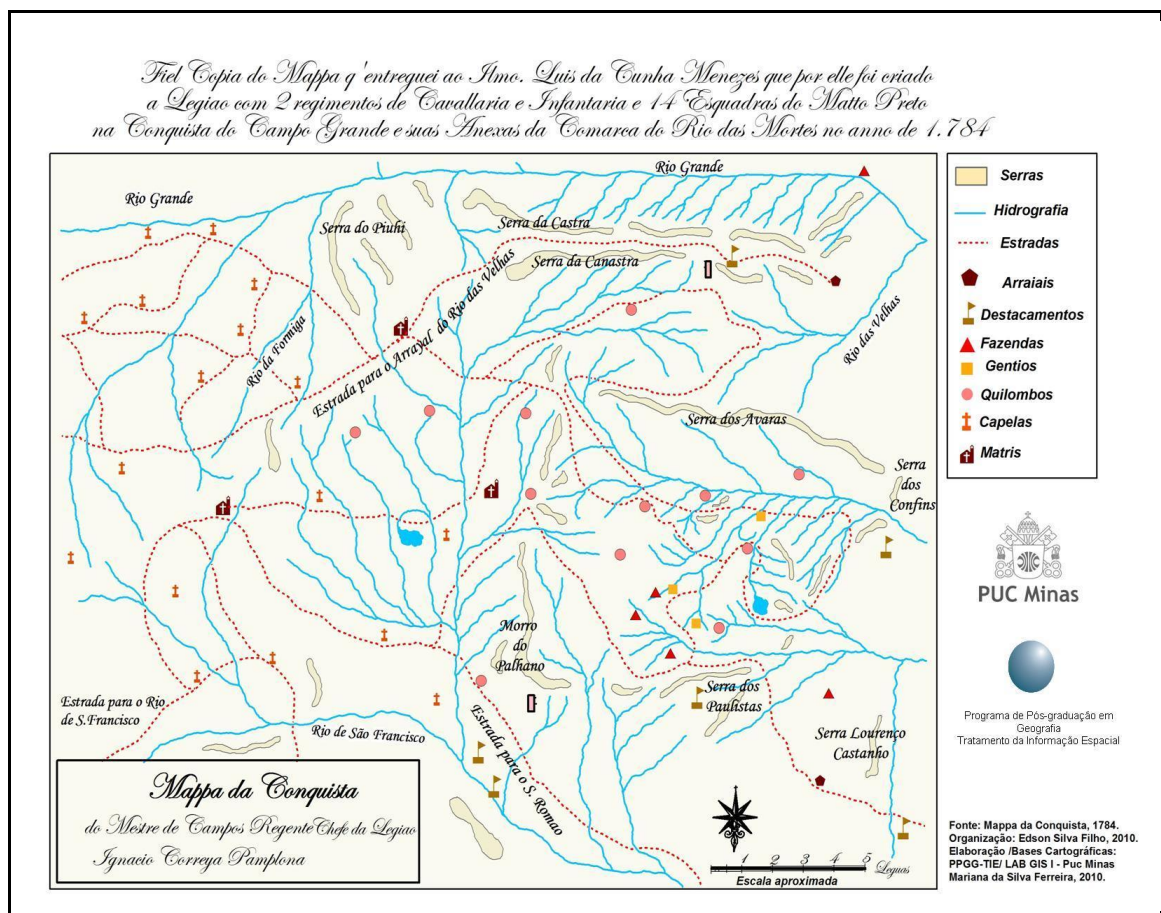 Fiel Copia do Mappa q'entreguei ao Ilmo. Luis da Cunha Menezes que por elle foi criado
a Legiao com 2 regimentos de Cavallaria e Infantaria e 14 Esquadras do Matto Preto
na Conquista do Campo Grande e suas Anexas da Comarca do Rio das Mortes no anno de 1.784
Rio Grande
Rio Grande
Serra do Piuhi
Serra da Castra
Serra da Canastra
Rio da Formiga
Estrada para o Arrayal do Rio das Velhas
Rio das Velhas
Serra dos Avaras
Serra
dos
Confins
Morro
do
Palhano
Serra dos
Paulistas
Serra Lourenço
Castanho
Estrada para o Rio
de S.Francisco
Rio de São Francisco
Estrada para o S. Romao
Mappa da Conquista
do Mestre de Campos Regente Chefe da Legiao
Ignacio Correya Pamplona
1 2 3 4 5
Leguas
Escala aproximada
Serras
Hidrografia
Estradas
Arraiais
Destacamentos
Fazendas
Gentios
Quilombos
Capelas
Matris
PUC Minas
Programa de Pós-graduação em
Geografia
Tratamento da Informação Espacial
Fonte: Mappa da Conquista, 1784.
Organização: Edson Silva Filho, 2010.
Elaboração /Bases Cartográficas:
PPGG-TIE/ LAB GIS I - Puc Minas
Mariana da Silva Ferreira, 2010.